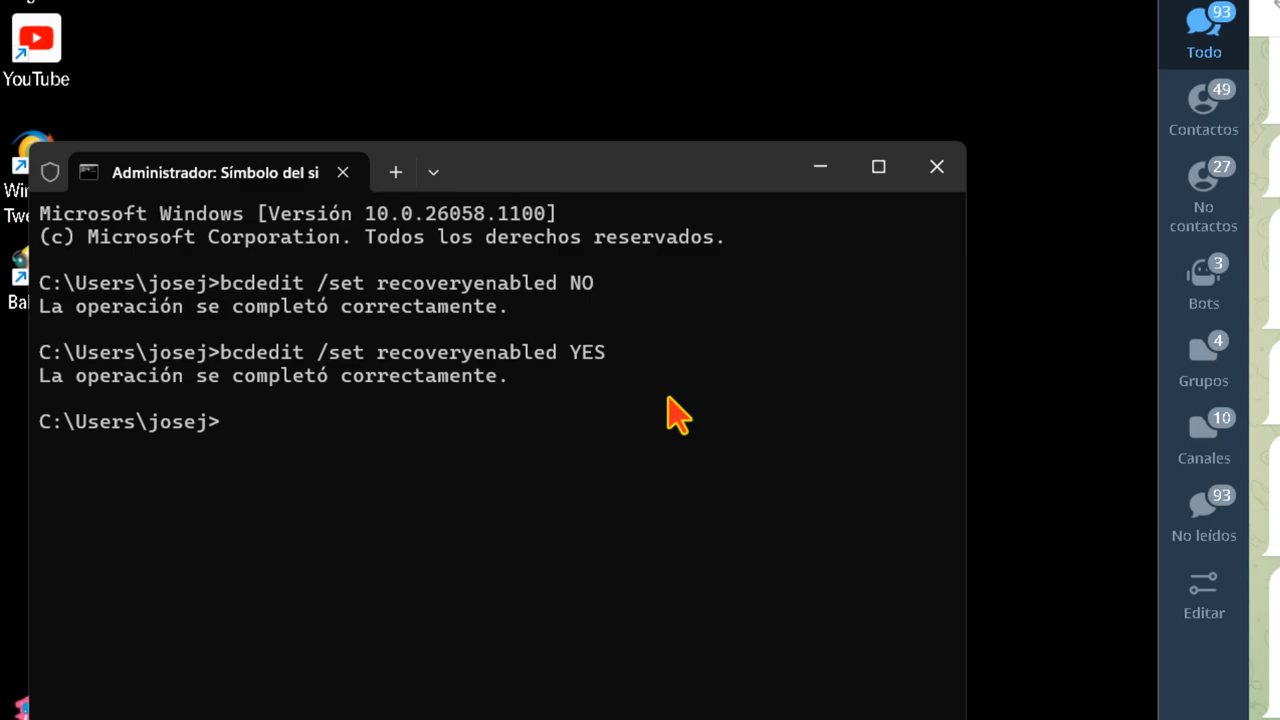 YouTube
Administrador: Símbolo del si
Microsoft Windows [Versión 10.0.26058.1100]
(c) Microsoft Corporation. Todos los derechos reservados.
C:\Users\josej>bcdedit /set recoveryenabled NO
La operación se completó correctamente.
C:\Users\josej>bcdedit /set recoveryenabled YES
La operación se completó correctamente.
C:\Users\josej>
93
Todo
49
Contactos
27
No
contactos
3
Bots
4
Grupos
10
Canales
93
No leídos
Editar